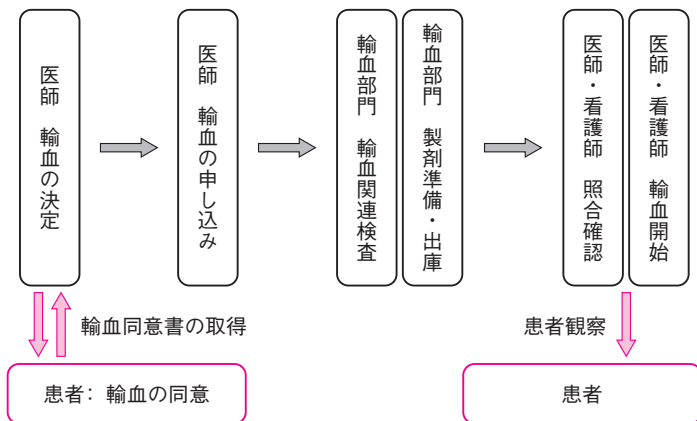 医師　輸血の決定
医師　輸血の申し込み
輸血部門　輸血関連検査
輸血部門　製剤準備・出庫
医師・看護師　照合確認
医師・看護師　輸血開始
輸血同意書の取得
患者観察
患者：輸血の同意
患者